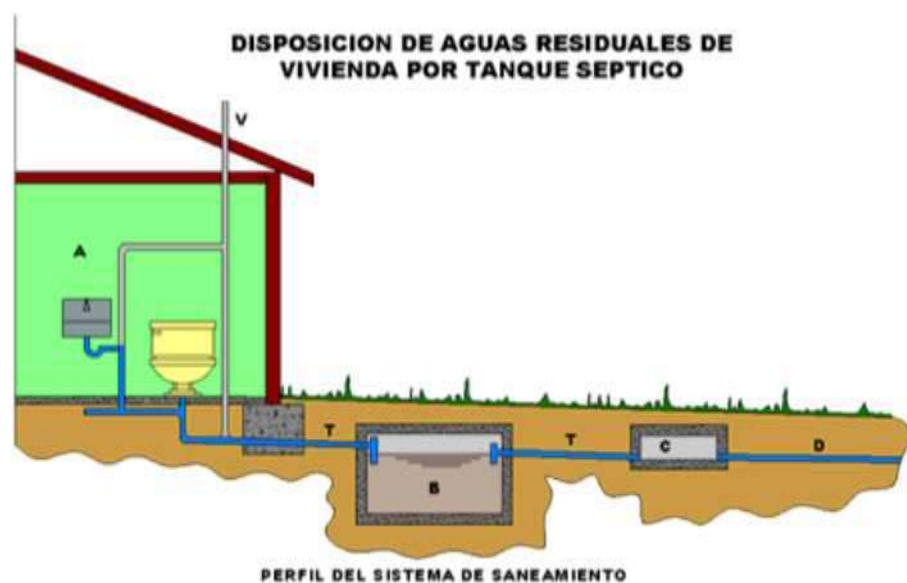 DISPOSICION DE AGUAS RESIDUALES DE
VIVIENDA POR TANQUE SEPTICO
V
A
T
T
C
D
B
PERFIL DEL SISTEMA DE SANEAMIENTO